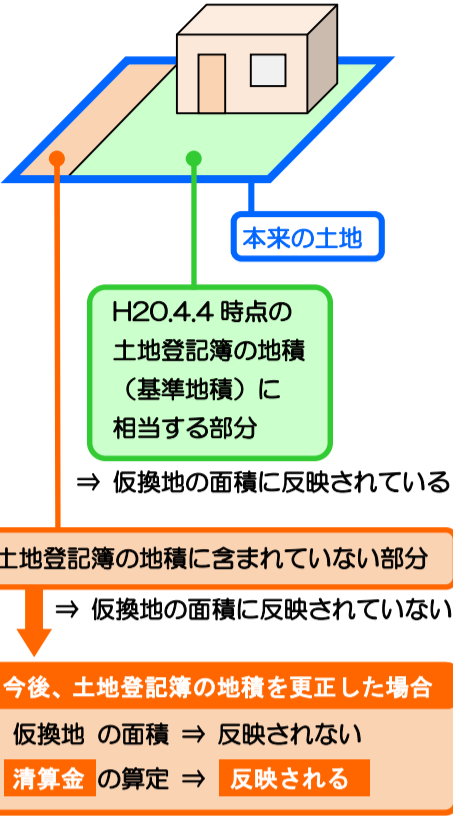 本来の土地
H20.4.4 時点の
土地登記簿の地積
（基準地積）に
相当する部分
⇒ 仮換地の面積に反映されている
土地登記簿の地積に含まれていない部分
⇒ 仮換地の面積に反映されていない
今後、土地登記簿の地積を更正した場合
仮換地 の面積 ⇒ 反映されない
清算金 の算定 ⇒ 反映される